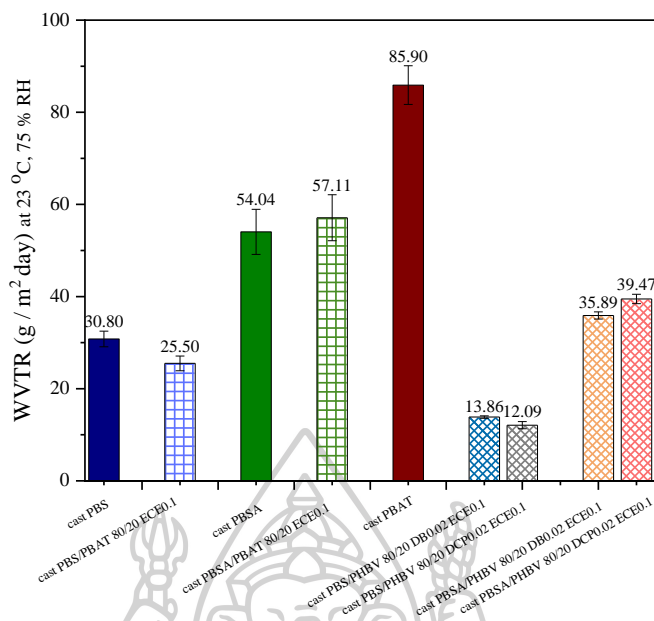 WVTR (g / m² day) at 23 °C, 75 % RH
100
80
60
40
20
0
30.80
25.50
54.04
57.11
85.90
13.86
12.09
35.89
39.47
cast PBS
cast PBS/PBAT 80/20 ECE0.1
cast PBSA
cast PBSA/PBAT 80/20 ECE0.1
cast PBAT
cast PBS/PHBV 80/20 DB0.02 ECE0.1
cast PBS/PHBV 80/20 DCP0.02 ECE0.1
cast PBSA/PHBV 80/20 DB0.02 ECE0.1
cast PBSA/PHBV 80/20 DCP0.02 ECE0.1